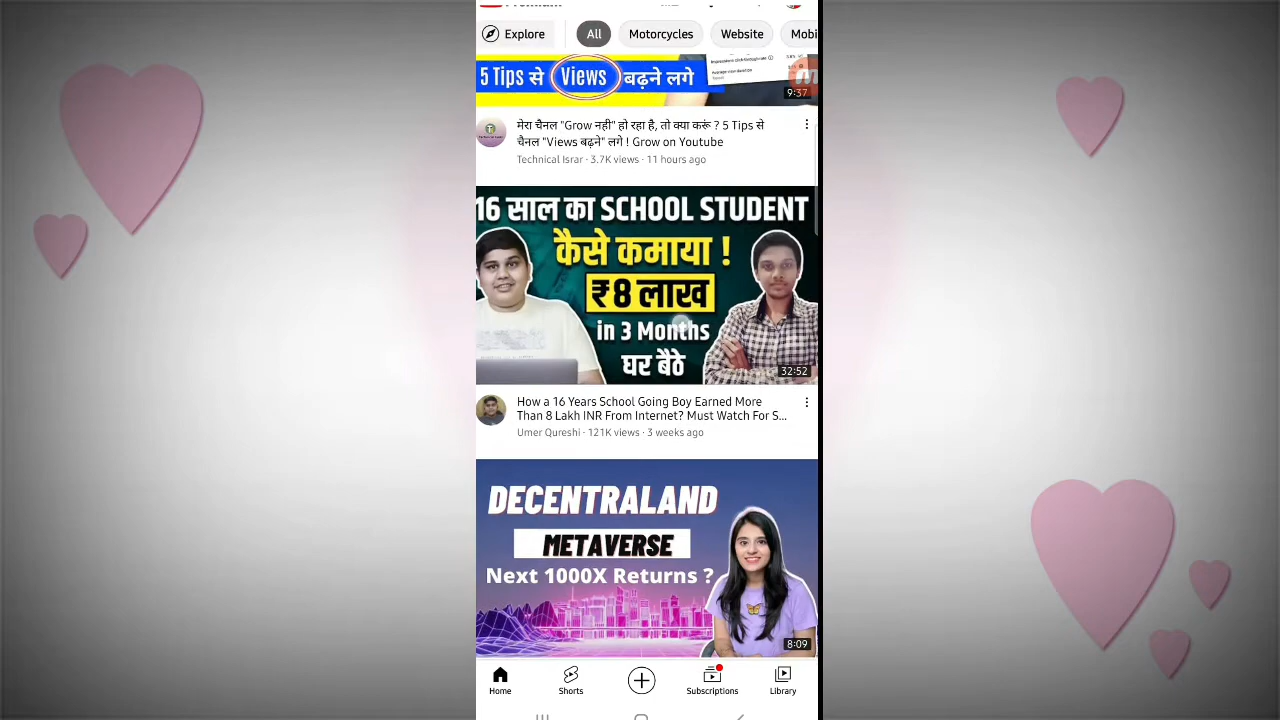 Explore
All
Motorcycles
Website
Mobi
5 Tips से Views बढ़ने लगे
9:37
मेरा चैनल "Grow नही" हो रहा है, तो क्या करूं ? 5 Tips से
चैनल "Views बढ़ने" लगे ! Grow on Youtube
Technical Israr · 3.7K views · 11 hours ago
16 साल का SCHOOL STUDENT
कैसे कमाया !
₹8 लाख
in 3 Months
घर बैठे
32:52
How a 16 Years School Going Boy Earned More
Than 8 Lakh INR From Internet? Must Watch For S...
Umer Qureshi · 121K views · 3 weeks ago
DECENTRALAND
METAVERSE
Next 1000X Returns ?
8:09
Home
Shorts
Subscriptions
Library